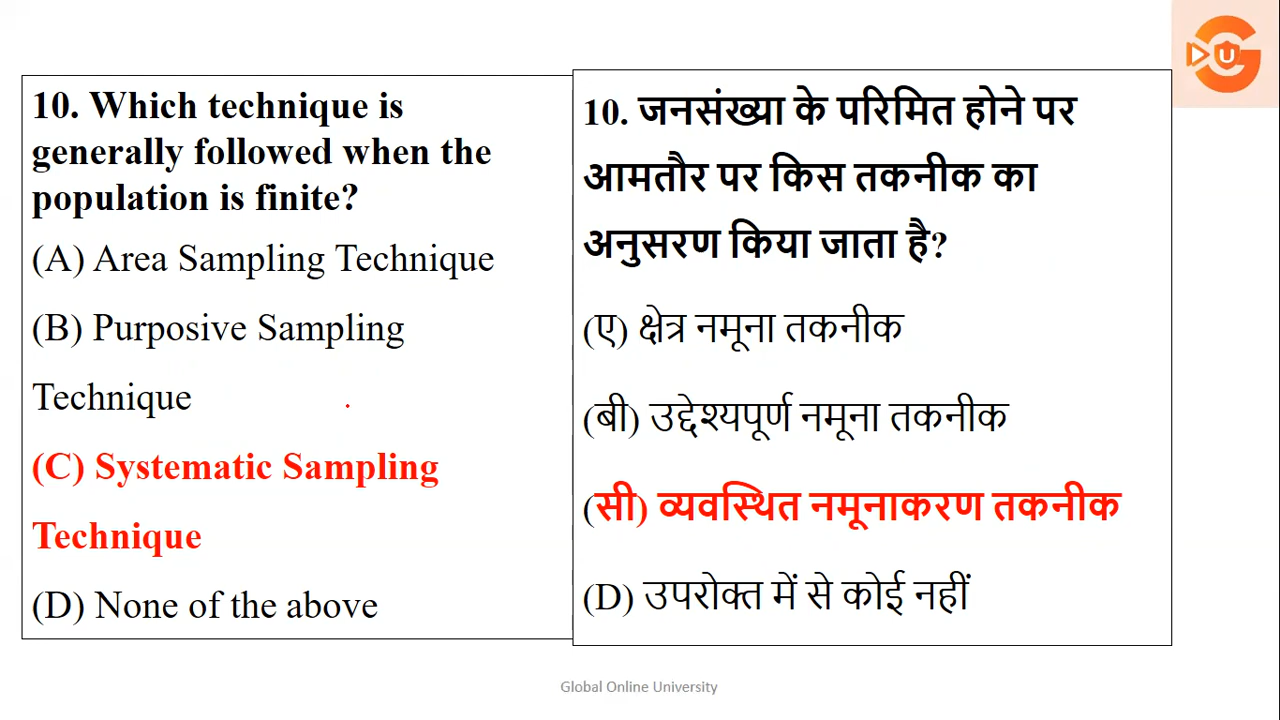 10. Which technique is
generally followed when the
population is finite?
(A) Area Sampling Technique
(B) Purposive Sampling
Technique
(C) Systematic Sampling
Technique
(D) None of the above
10. जनसंख्या के परिमित होने पर
आमतौर पर किस तकनीक का
अनुसरण किया जाता है?
(ए) क्षेत्र नमूना तकनीक
(बी) उद्देश्यपूर्ण नमूना तकनीक
(सी) व्यवस्थित नमूनाकरण तकनीक
(D) उपरोक्त में से कोई नहीं
G U
Global Online University